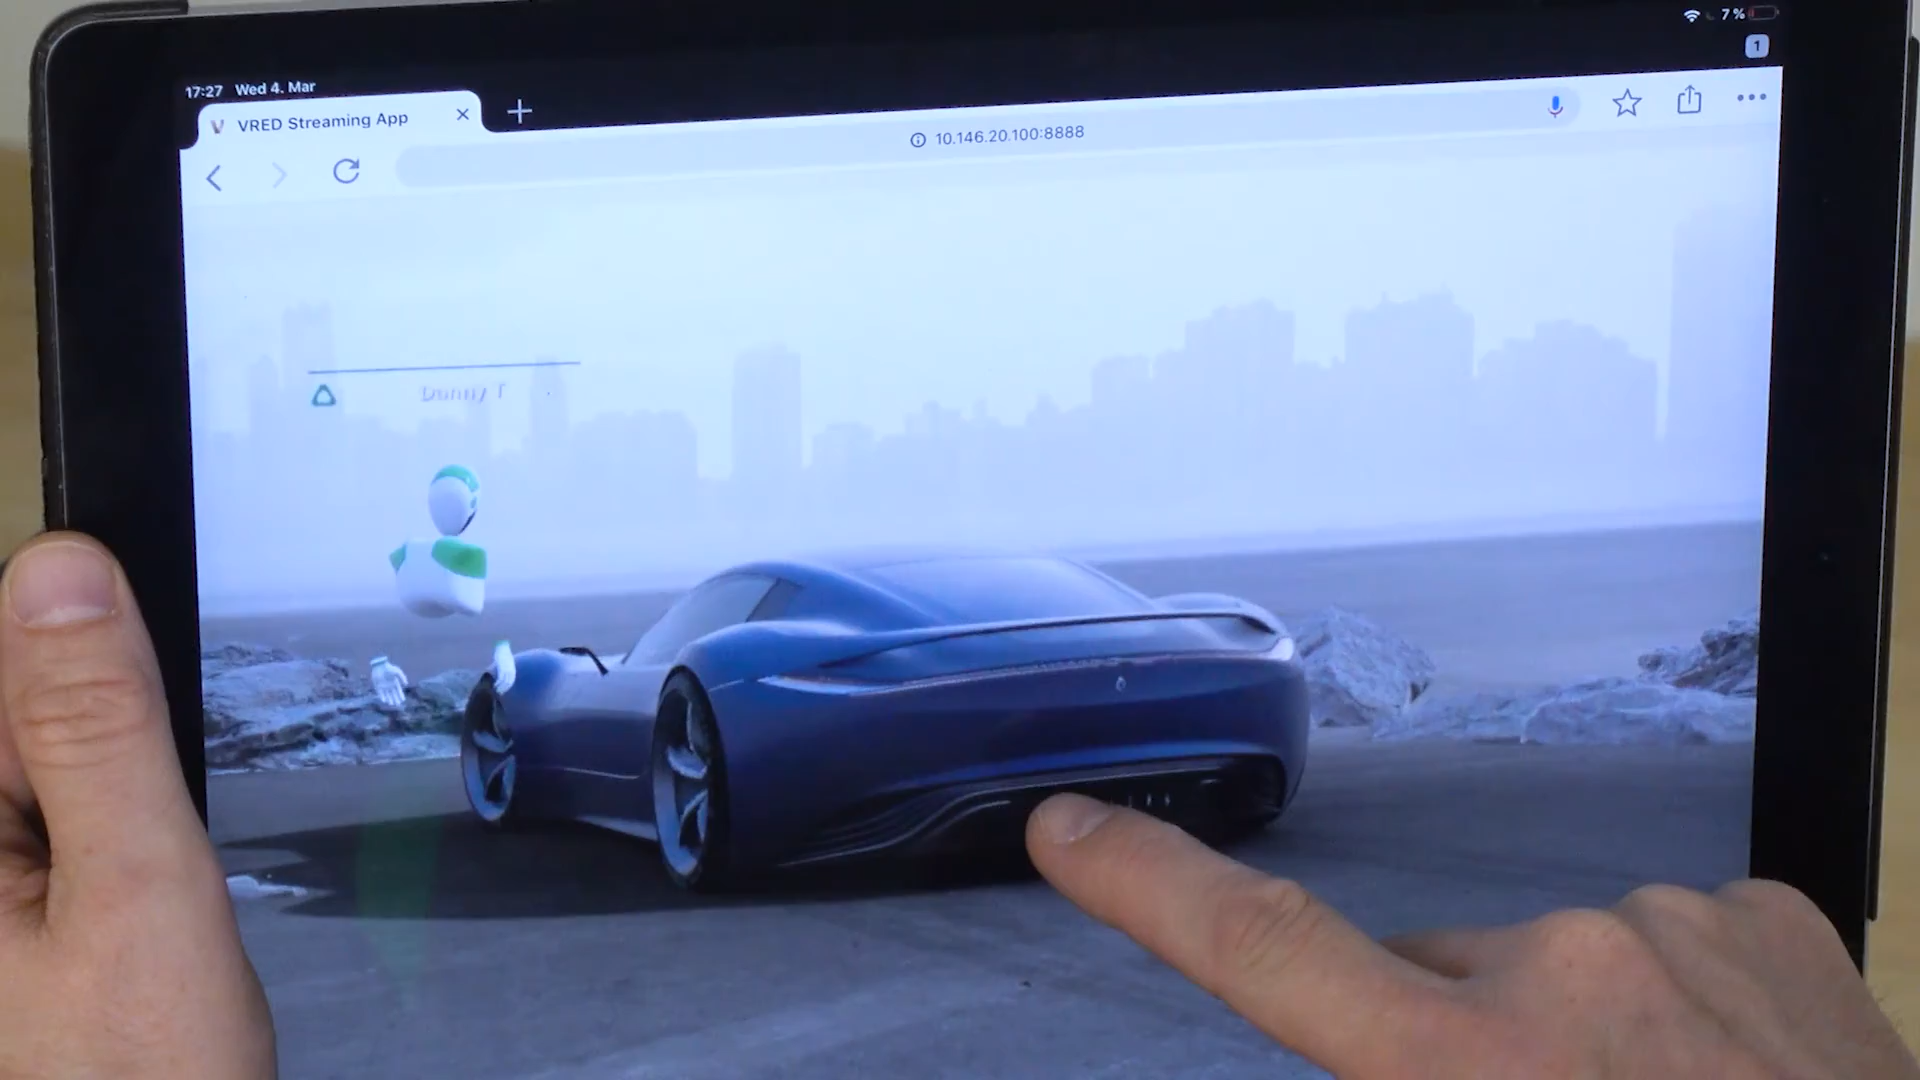 7 %
1
17:27 Wed 4. Mar
VRED Streaming App
10.146.20.100:8888